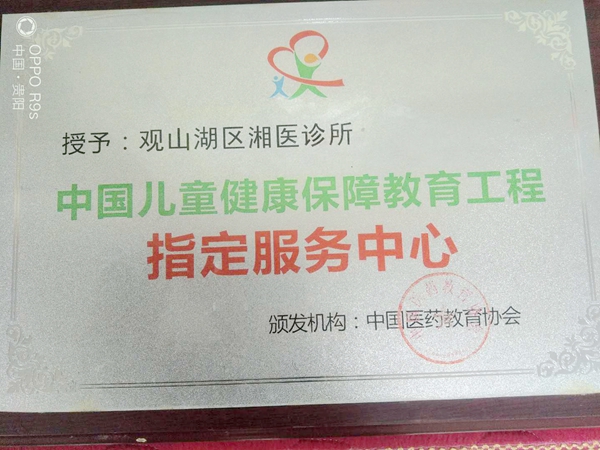 OPPO R9s
中国·贵阳
授予：观山湖区湘医诊所
中国儿童健康保障教育工程
指定服务中心
颁发机构：中国医药教育协会